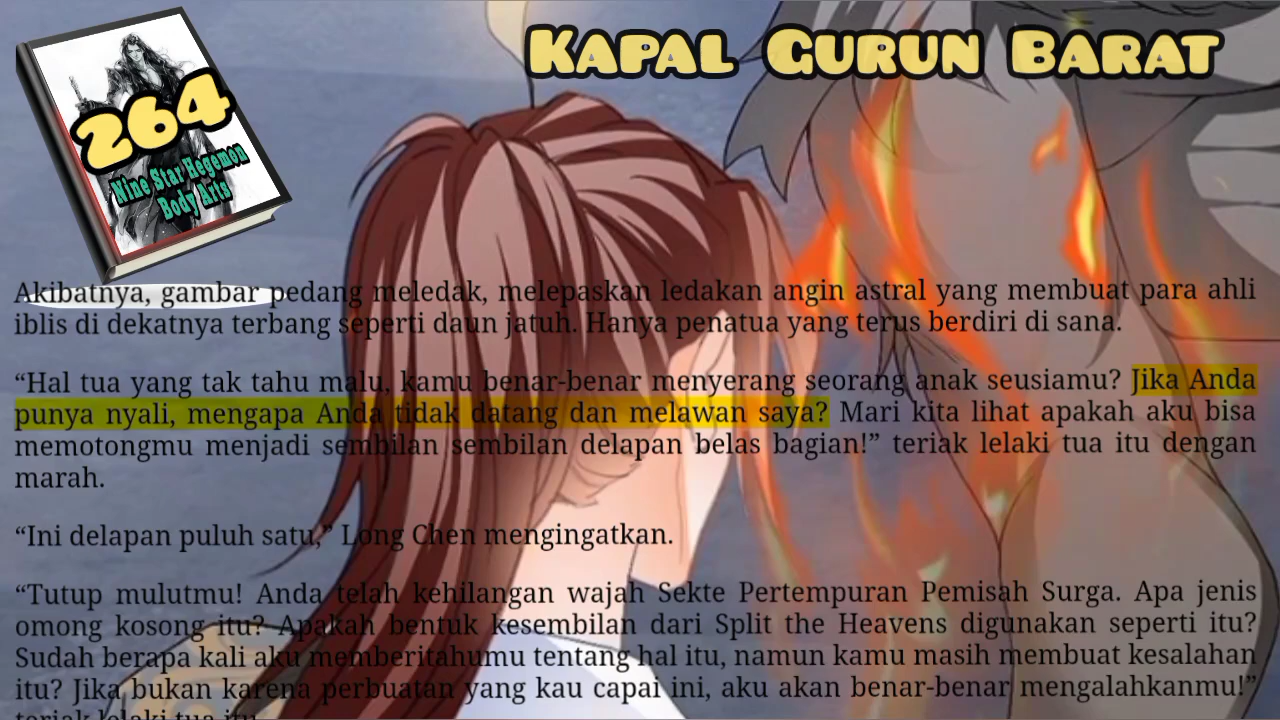 Kapal Gurun Barat
264
Nine Star Hegemon
Body Arts
Akibatnya, gambar pedang meledak, melepaskan ledakan angin astral yang membuat para ahli
iblis di dekatnya terbang seperti daun jatuh. Hanya penatua yang terus berdiri di sana.
“Hal tua yang tak tahu malu, kamu benar-benar menyerang seorang anak seusiamu? Jika Anda
punya nyali, mengapa Anda tidak datang dan melawan saya? Mari kita lihat apakah aku bisa
memotongmu menjadi sembilan sembilan delapan belas bagian!” teriak lelaki tua itu dengan
marah.
“Ini delapan puluh satu,” Long Chen mengingatkan.
“Tutup mulutmu! Anda telah kehilangan wajah Sekte Pertempuran Pemisah Surga. Apa jenis
omong kosong itu? Apakah bentuk kesembilan dari Split the Heavens digunakan seperti itu?
Sudah berapa kali aku memberitahumu tentang hal itu, namun kamu masih membuat kesalahan
itu? Jika bukan karena perbuatan yang kau capai ini, aku akan benar-benar mengalahkanmu!”
teriak lelaki tua itu.